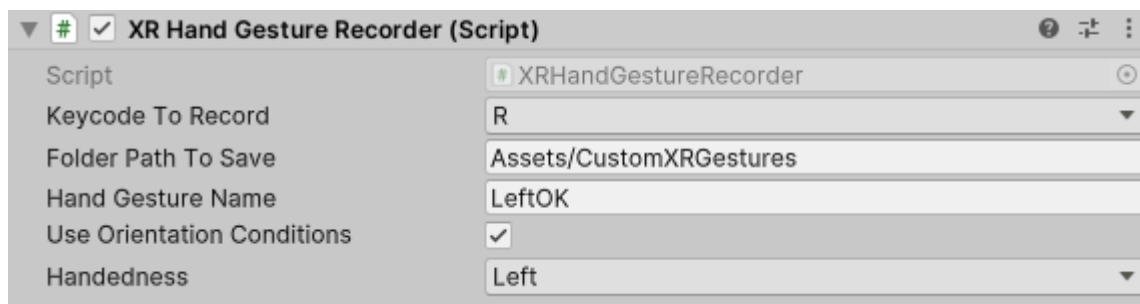 XR Hand Gesture Recorder (Script)
Script XRHandGestureRecorder
Keycode To Record R
Folder Path To Save Assets/CustomXRGestures
Hand Gesture Name LeftOK
Use Orientation Conditions
Handedness Left